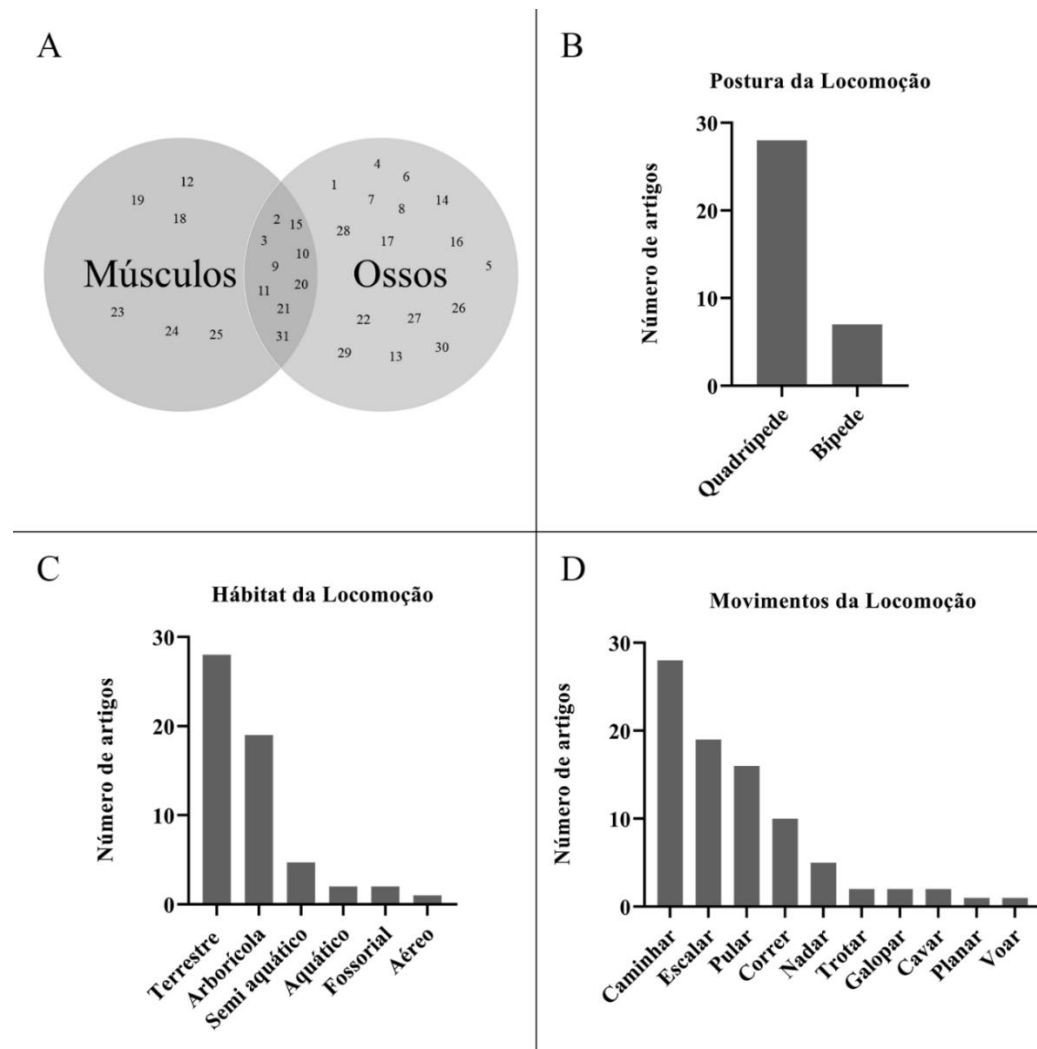 A
19 12
18
Músculos
23
24 25
2 15
3
10
9
11 20
21
31
4
1 6
7 8 14
28 17 16
Ossos 5
22 27 26
29 13 30
B
Postura da Locomoção
Número de artigos
30
20
10
0
Quadrúpede
Bípede
C
Hábitat da Locomoção
Número de artigos
30
20
10
0
Terrestre
Arborícola
Semi aquático
Aquático
Fossorial
Aéreo
D
Movimentos da Locomoção
Número de artigos
30
20
10
0
Caminhar
Escalar
Pular
Correr
Nadar
Trotar
Galopar
Cavar
Planar
Voar